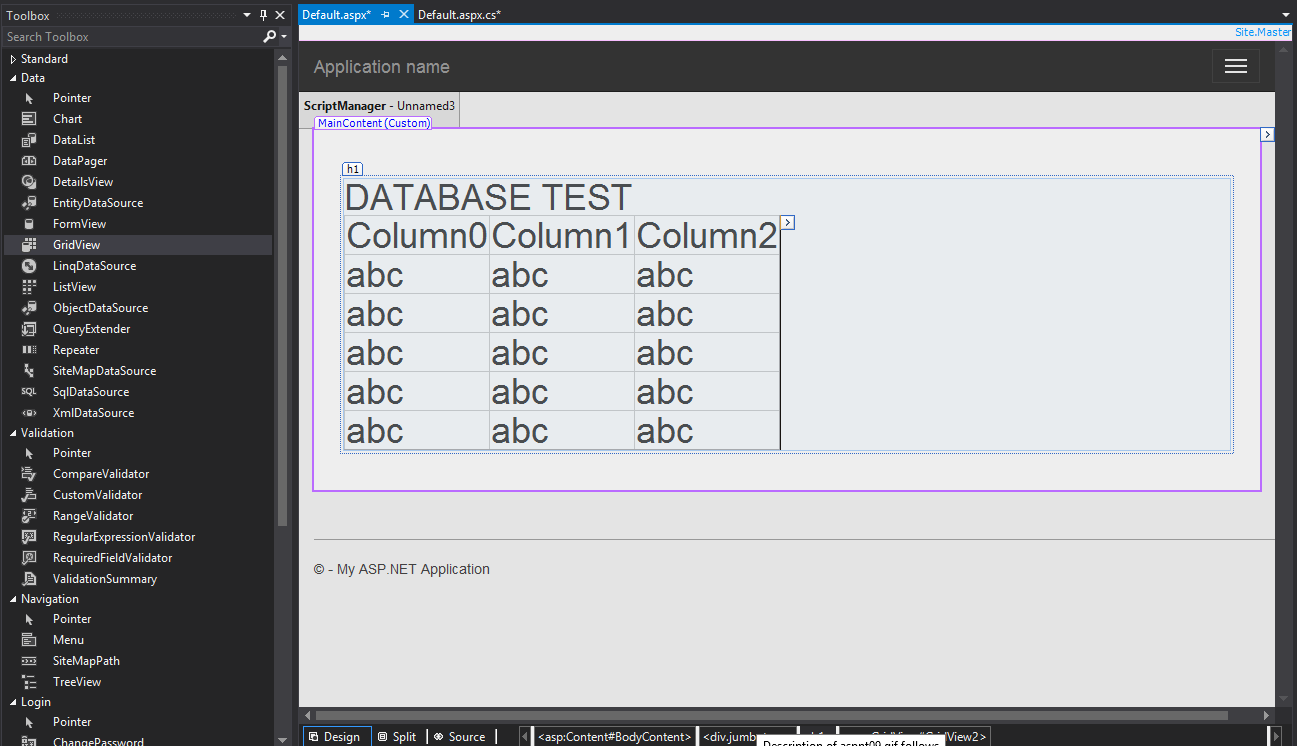 Toolbox
Search Toolbox
Standard
Data
Pointer
Chart
DataList
DataPager
DetailsView
EntityDataSource
FormView
GridView
LinqDataSource
ListView
ObjectDataSource
QueryExtender
Repeater
SiteMapDataSource
SQL SqlDataSource
XmlDataSource
Validation
Pointer
CompareValidator
CustomValidator
RangeValidator
RegularExpressionValidator
RequiredFieldValidator
ValidationSummary
Navigation
Pointer
Menu
SiteMapPath
TreeView
Login
Pointer
ChangePassword
Default.aspx* Default.aspx.cs*
Site.Master
Application name
ScriptManager - Unnamed3
MainContent (Custom)
h1
DATABASE TEST
Column0 Column1 Column2
abc abc abc
abc abc abc
abc abc abc
abc abc abc
abc abc abc
© - My ASP.NET Application
Design Split Source <asp:Content#BodyContent> <div.jumb GridView2>
Description of aspnt09.gif follows